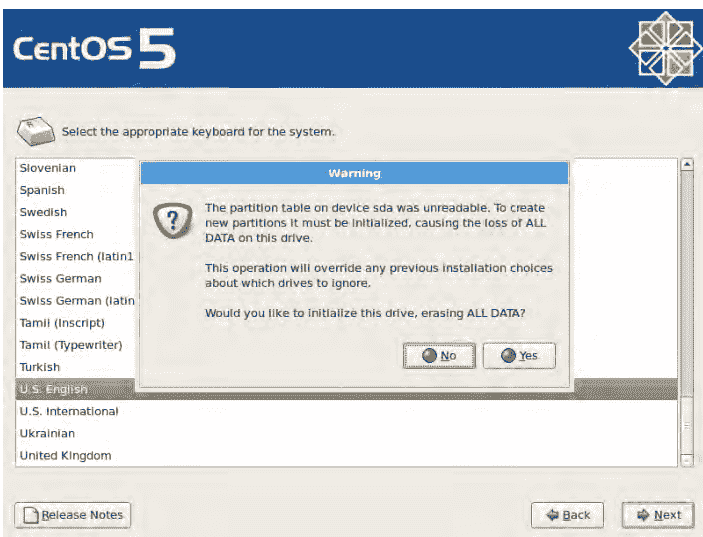 CentOS 5
Select the appropriate keyboard for the system.
Slovenian
Spanish
Swedish
Swiss French
Swiss French (latin1
Swiss German
Swiss German (latin
Tamil (Inscript)
Tamil (Typewriter)
Turkish
U.S. English
U.S. International
Ukrainian
United Kingdom
Warning
The partition table on device sda was unreadable. To create
new partitions it must be initialized, causing the loss of ALL
DATA on this drive.
This operation will override any previous installation choices
about which drives to ignore.
Would you like to initialize this drive, erasing ALL DATA?
No
Yes
Release Notes
Back
Next